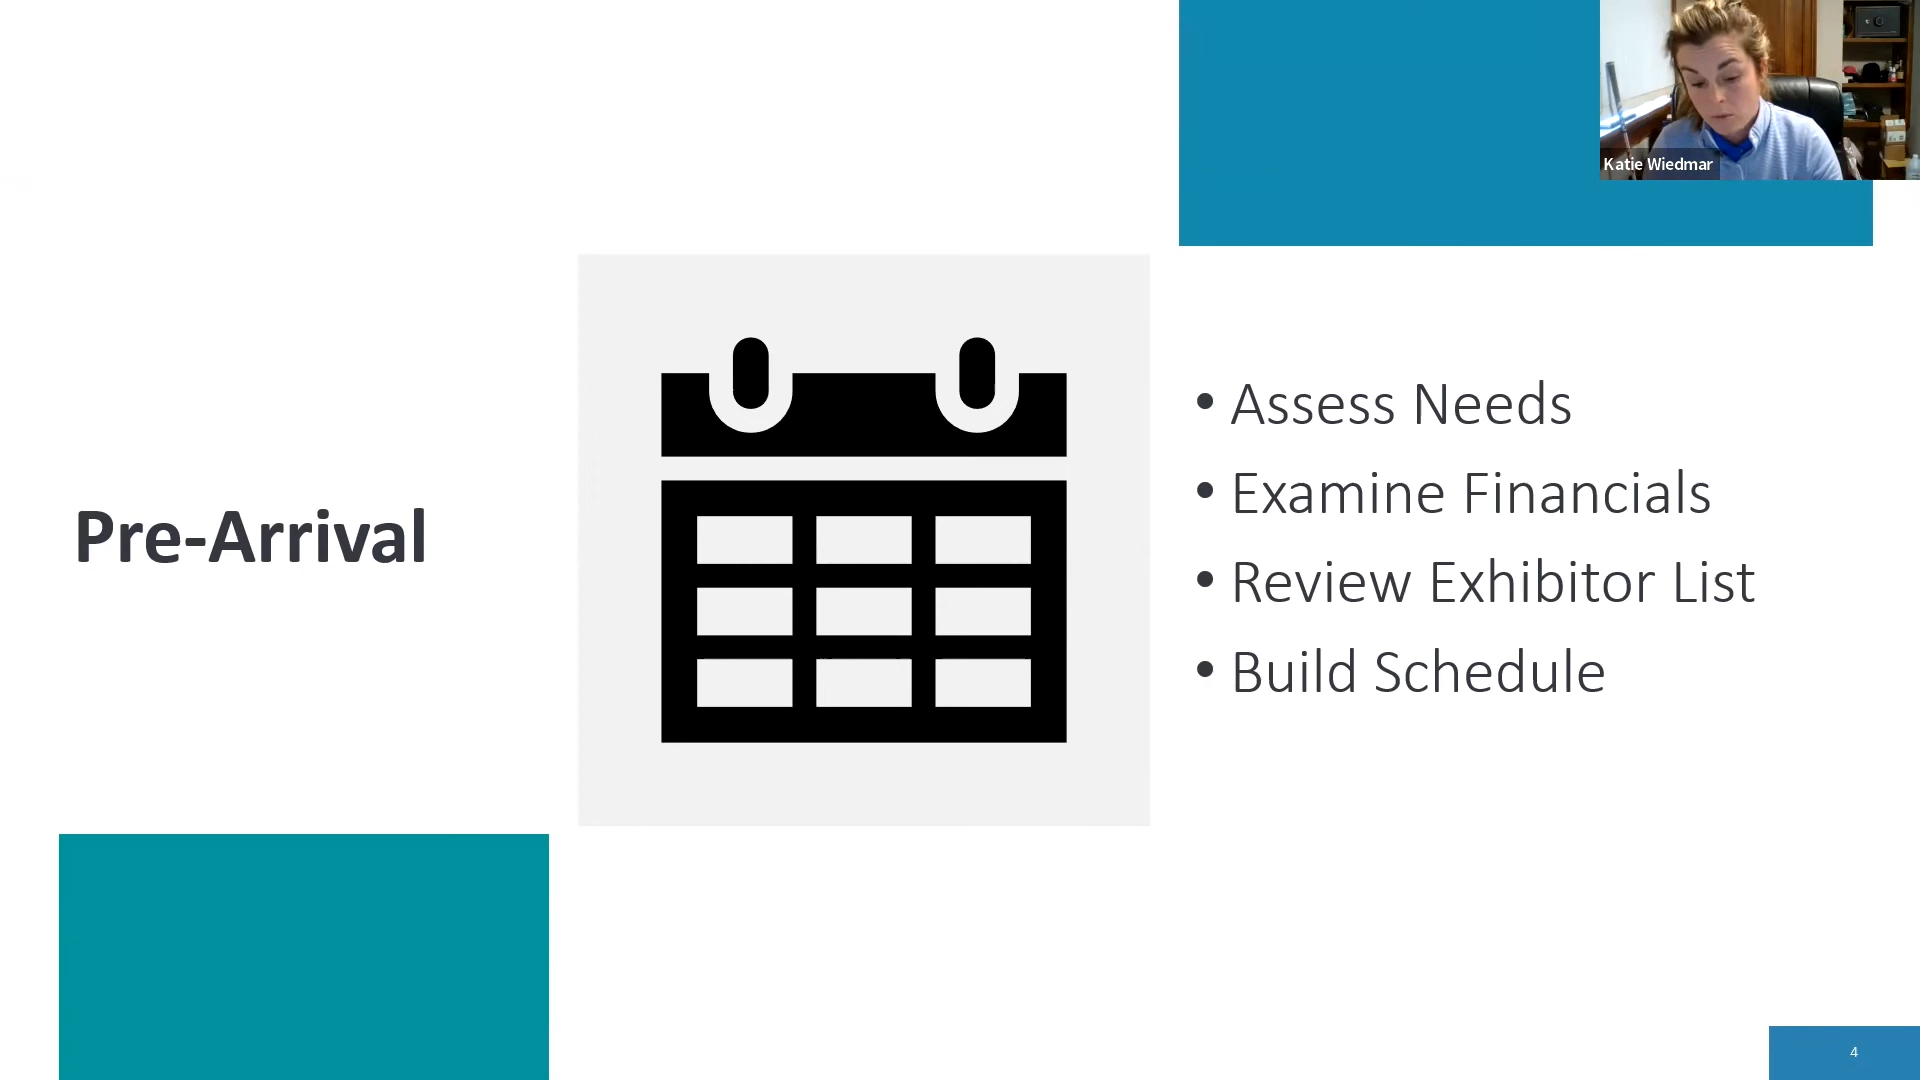 Katie Wiedmar
Pre-Arrival
• Assess Needs
• Examine Financials
• Review Exhibitor List
• Build Schedule
4